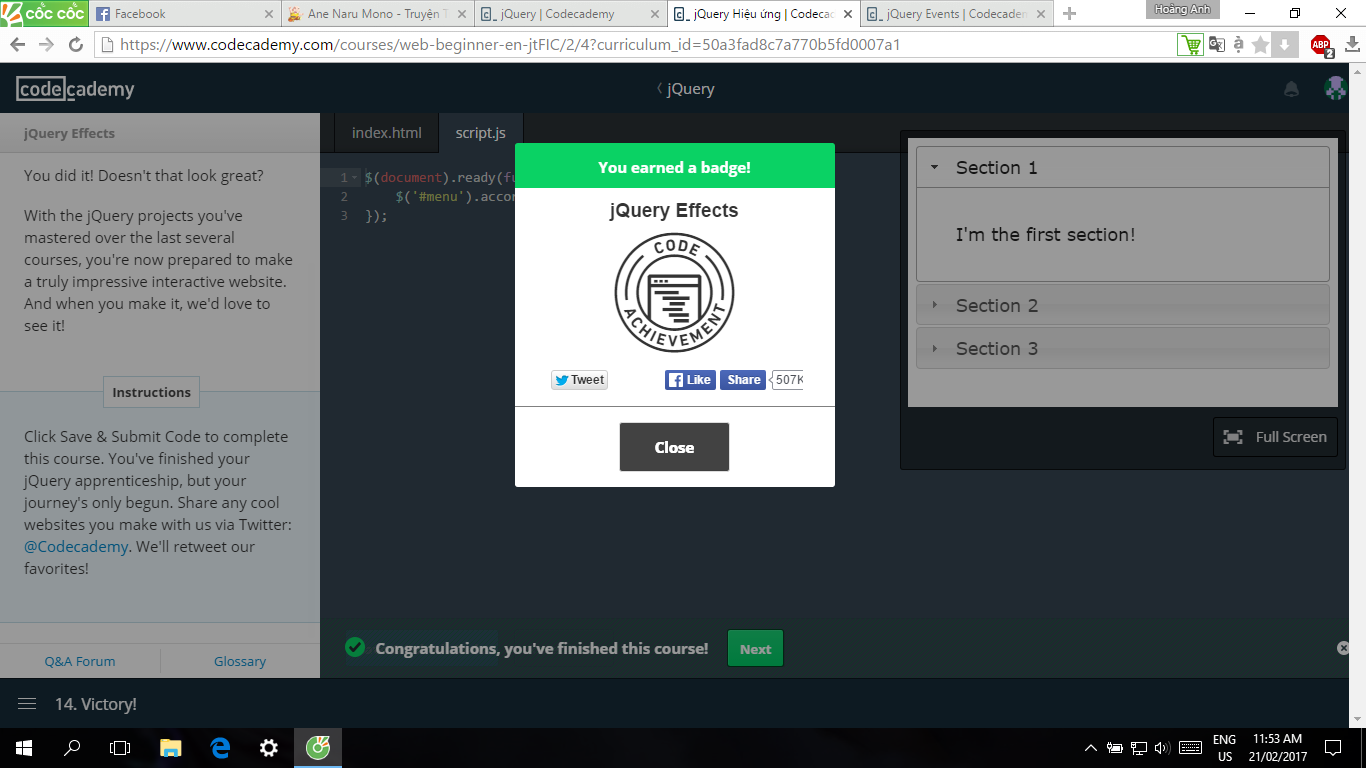 CỐC CỐC
Facebook
Ane Naru Mono - Truyện T
jQuery | Codecademy
jQuery Hiệu ứng | Codecac
jQuery Events | Codecadem
Hoàng Anh
https://www.codecademy.com/courses/web-beginner-en-jtFIC/2/4?curriculum_id=50a3fad8c7a770b5fd0007a1
ABP
2
codecademy
jQuery
jQuery Effects
You did it! Doesn't that look great?
With the jQuery projects you've
mastered over the last several
courses, you're now prepared to make
a truly impressive interactive website.
And when you make it, we'd love to
see it!
Instructions
Click Save & Submit Code to complete
this course. You've finished your
jQuery apprenticeship, but your
journey's only begun. Share any cool
websites you make with us via Twitter:
@Codecademy. We'll retweet our
favorites!
Q&A Forum
Glossary
index.html
script.js
1 $(document).ready(fu
2 $('#menu').accor
3 });
You earned a badge!
jQuery Effects
CODE
ACHIEVEMENT
Tweet
Like
Share
507K
Close
Section 1
I'm the first section!
Section 2
Section 3
Full Screen
Congratulations, you've finished this course!
Next
14. Victory!
ENG
US
11:53 AM
21/02/2017